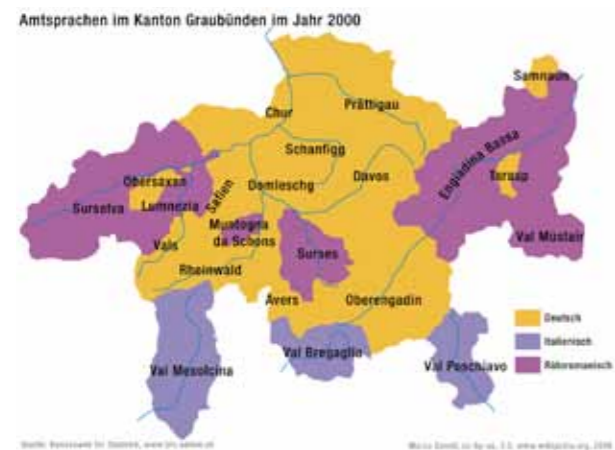 Amtsprachen im Kanton Graubünden im Jahr 2000
Samnaun
Chur
Prättigau
Schanfigg
Engiadina Bassa
Obersaxen
Safien
Domleschg
Davos
Tarasp
Surselva
Lumnezia
Muntogna
da Schons
Val Müstair
Vals
Surses
Rheinwald
Avers
Oberengadin
Deutsch
Italienisch
Rätoromanisch
Val Mesolcina
Val Bregaglia
Val Poschiavo